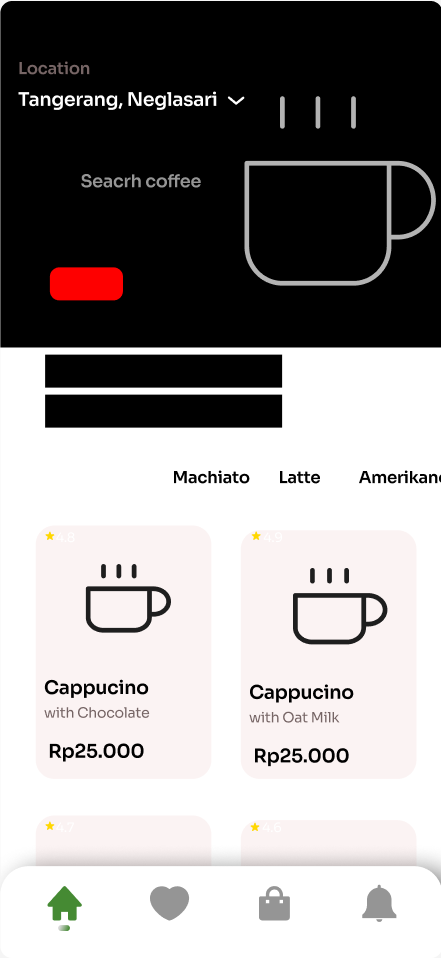 Location
Tangerang, Neglasari
Seacrh coffee
Machiato Latte Amerikano
4.8 4.9
Cappucino Cappucino
with Chocolate with Oat Milk
Rp25.000 Rp25.000
4.7 4.6